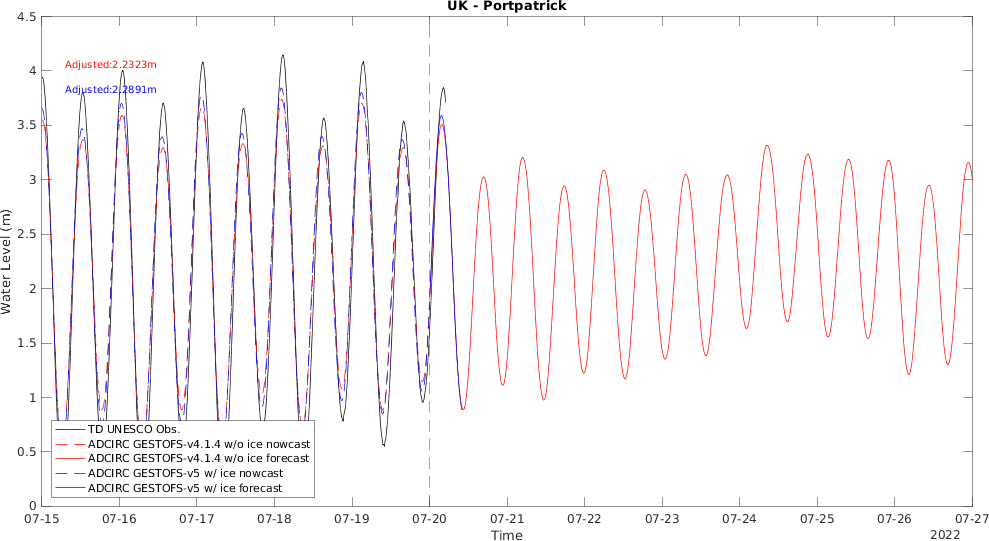 UK - Portpatrick
4.5
4
3.5
3
2.5
2
1.5
1
0.5
0
Water Level (m)
Adjusted:2.2323m
Adjusted:2.2891m
TD UNESCO Obs.
ADCIRC GESTOFS-v4.1.4 w/o ice nowcast
ADCIRC GESTOFS-v4.1.4 w/o ice forecast
ADCIRC GESTOFS-v5 w/ ice nowcast
ADCIRC GESTOFS-v5 w/ ice forecast
07-15 07-16 07-17 07-18 07-19 07-20 07-21 07-22 07-23 07-24 07-25 07-26 07-27
Time
2022